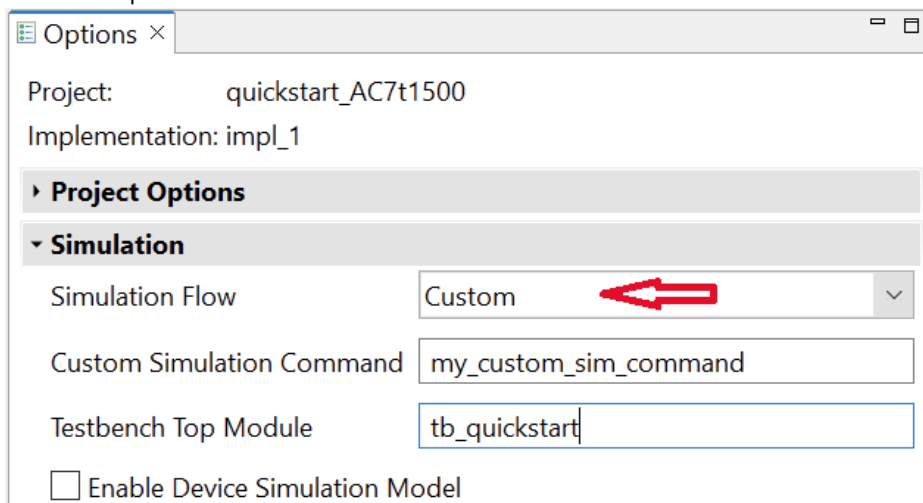 Options
Project: quickstart_AC7t1500
Implementation: impl_1
Project Options
Simulation
Simulation Flow Custom
Custom Simulation Command my_custom_sim_command
Testbench Top Module tb_quickstart
Enable Device Simulation Model